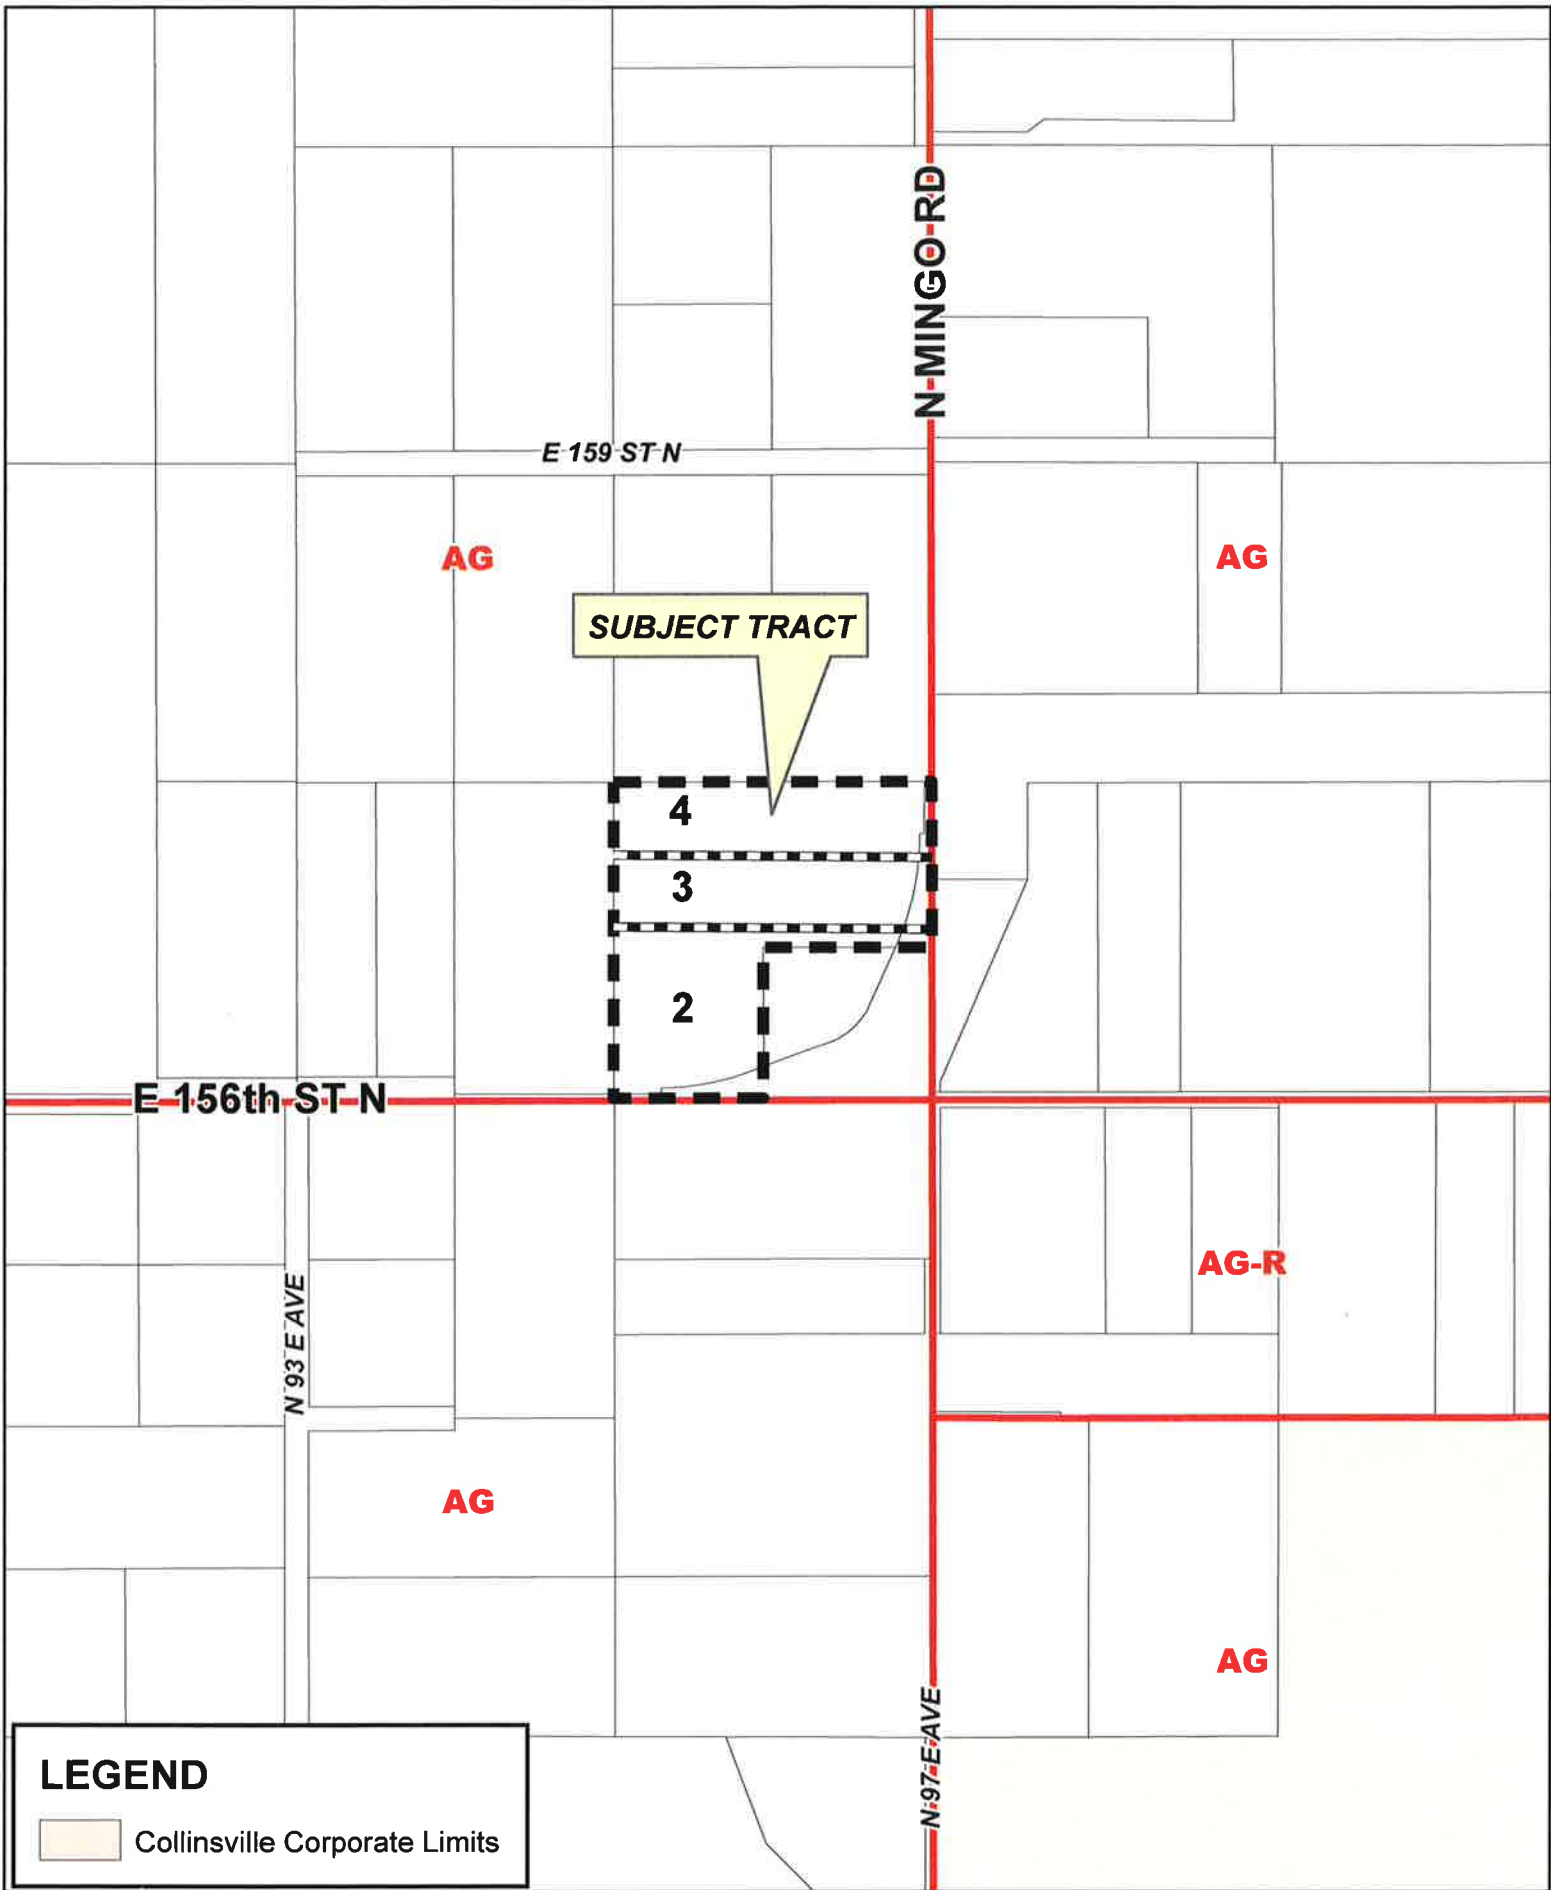 N MINGO RD
E 159 ST N
AG
AG
SUBJECT TRACT
4
3
2
E 156th ST N
AG-R
N 93 E AVE
AG
AG
N 97 E AVE
LEGEND
Collinsville Corporate Limits